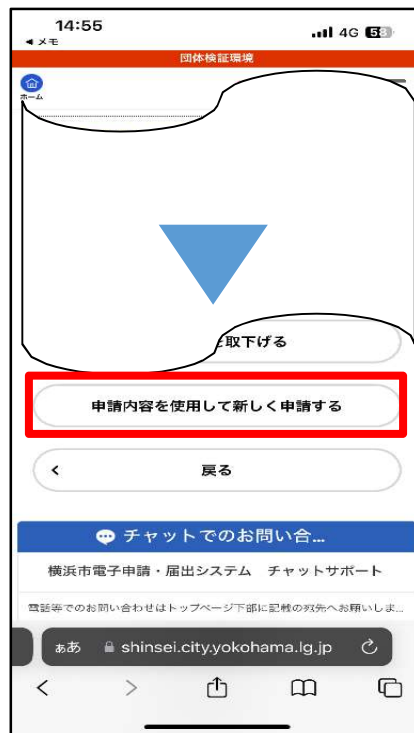 14:55
4G 53
◀ メモ
団体検証環境
ホーム
を取下げる
申請内容を使用して新しく申請する
戻る
チャットでのお問い合...
横浜市電子申請・届出システム チャットサポート
電話等でのお問い合わせはトップページ下部に記載の宛先へお願いしま...
ぁあ shinsei.city.yokohama.lg.jp